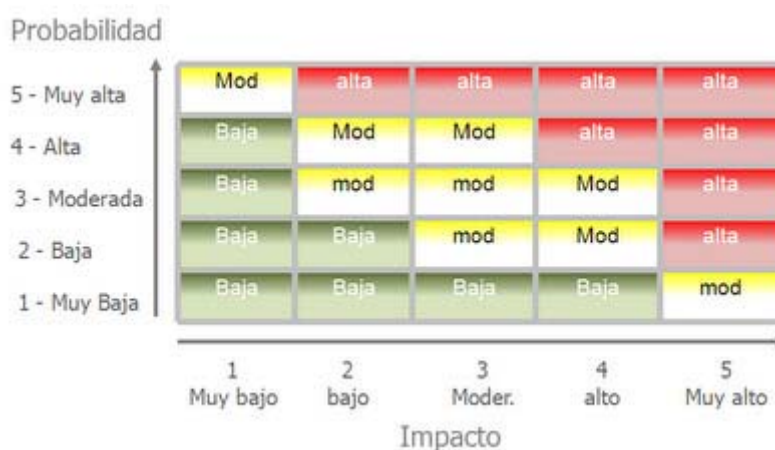 Probabilidad
5 - Muy alta Mod alta alta alta alta
4 - Alta Baja Mod Mod alta alta
3 - Moderada Baja mod mod Mod alta
2 - Baja Baja Baja mod Mod alta
1 - Muy Baja Baja Baja Baja Baja mod
1 2 3 4 5
Muy bajo bajo Moder. alto Muy alto
Impacto